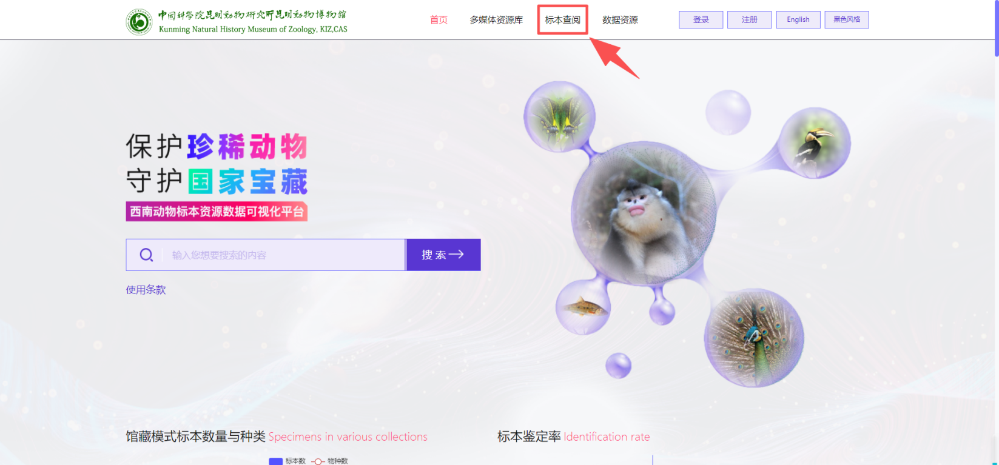 中国科学院昆明动物研究所昆明动物博物馆
Kunming Natural History Museum of Zoology, KIZ,CAS
首页 多媒体资源库 标本查阅 数据资源 登录 注册 English 黑色风格
保护珍稀动物
守护国家宝藏
西南动物标本资源数据可视化平台
输入您想要搜索的内容 搜索
使用条款
馆藏模式标本数量与种类 Specimens in various collections
标本鉴定率 Identification rate
标本数 物种数